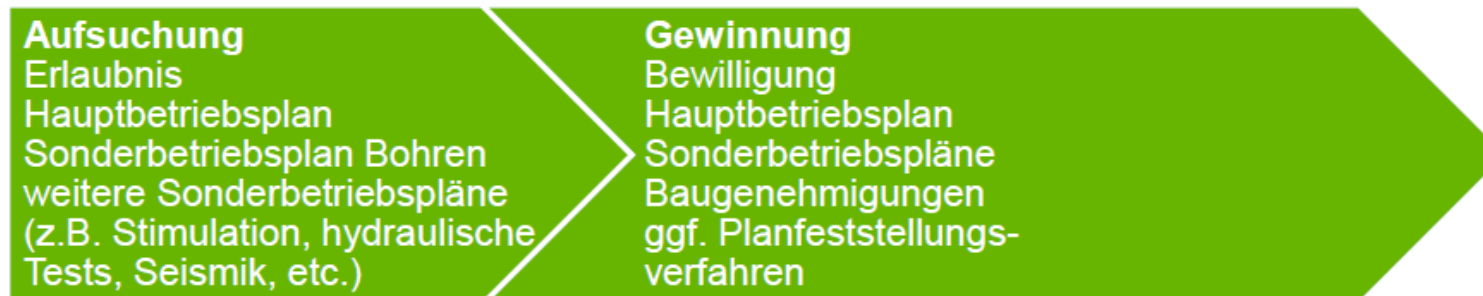 Aufsuchung
Erlaubnis
Hauptbetriebsplan
Sonderbetriebsplan Bohren
weitere Sonderbetriebspläne
(z.B. Stimulation, hydraulische
Tests, Seismik, etc.)
Gewinnung
Bewilligung
Hauptbetriebsplan
Sonderbetriebspläne
Baugenehmigungen
ggf. Planfeststellungs-
verfahren